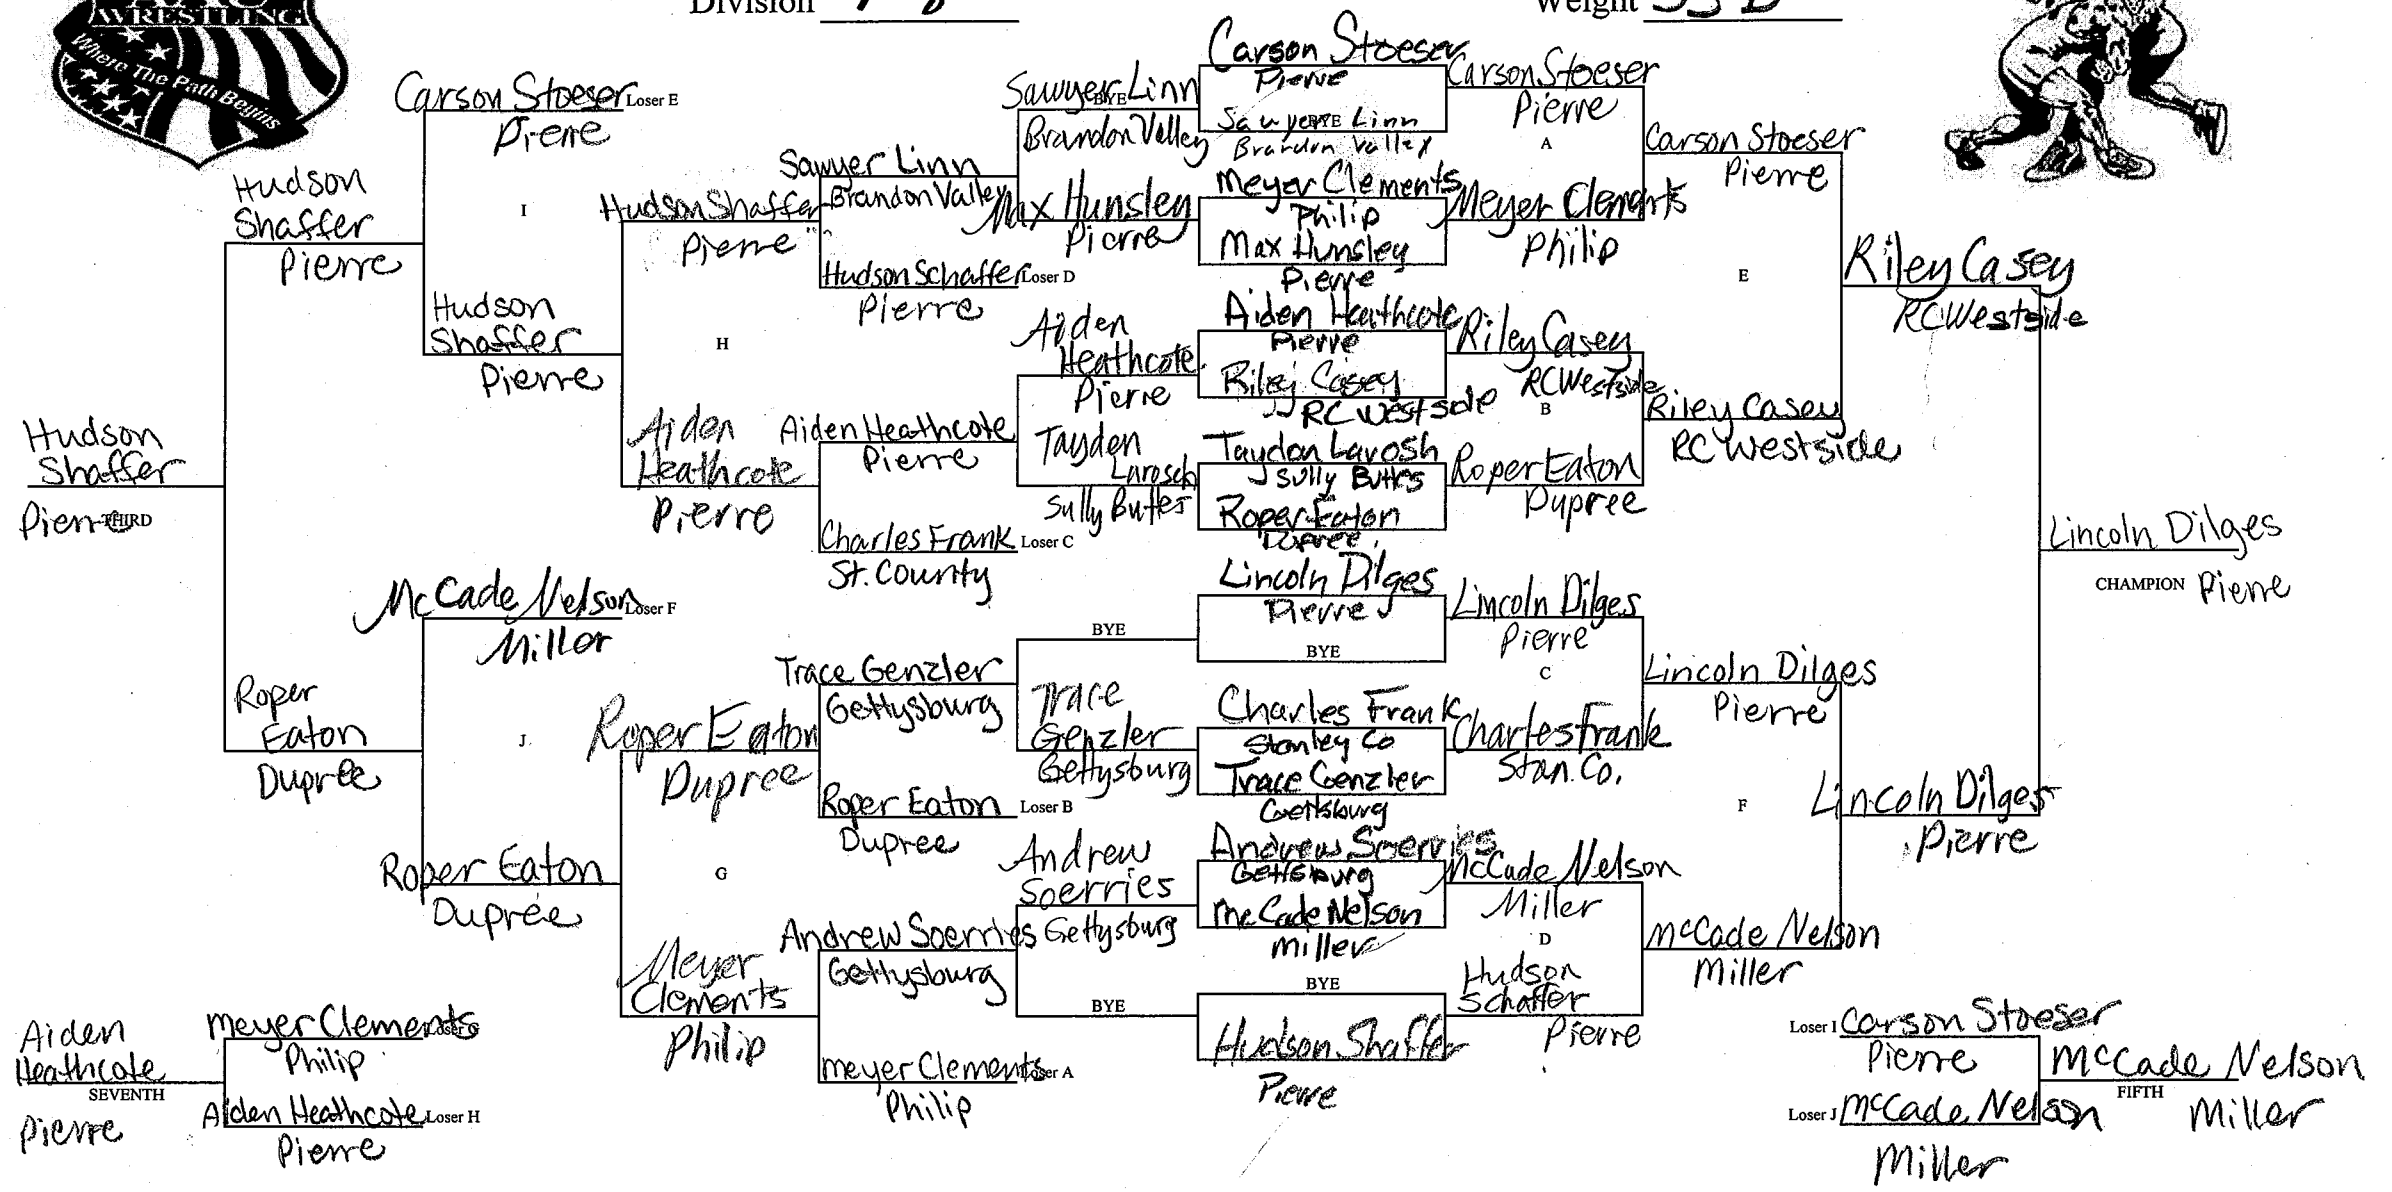 WRESTLING
Where The Path Begins
Division
Weight
Hudson
Shaffer
Pierre
THIRD
Hudson
Shaffer
Pierre
Roper
Eaton
Dupree
Carson Stoeser Loser E
Pierre
I
Hudson
Shaffer
Pierre
McCade Nelson Loser F
Miller
J
Roper Eaton
Dupree
Hudson Shaffer
Pierre
H
Aiden
Heathcote
Pierre
Roper Eaton
Dupree
G
Meyer
Clements
Philip
Sawyer Linn
Brandon Valley
Hudson Schaffer Loser D
Pierre
Aiden Heathcote
Pierre
Charles Frank Loser C
St. County
Trace Genzler
Gettysburg
Roper Eaton Loser B
Dupree
Andrew Soerries
Gettysburg
Meyer Clements Loser A
Philip
Sawyer Linn
BYE
Brandon Valley
Max Hunsley
Pierre
Aiden
Heathcote
Pierre
Tayden
Larosch
Sully Buttes
BYE
Trace
Genzler
Gettysburg
Andrew
Soerries
Gettysburg
BYE
Carson Stoeser
Pierre
Sawyer Linn
BYE
Brandon Valley
Meyer Clements
Philip
Max Hunsley
Pierre
Aiden Heathcote
Pierre
Riley Casey
RC Westside
Taydon Larosh
Sully Buttes
Roper Eaton
Dupree
Lincoln Dilges
Pierre
BYE
Charles Frank
Stanley Co
Trace Genzler
Gettsburg
Andrew Soerries
Gettsburg
McCade Nelson
Miller
BYE
Hudson Shaffer
Pierre
Carson Stoeser
Pierre
A
Meyer Clements
Philip
Riley Casey
RC Westside
B
Roper Eaton
Dupree
Lincoln Dilges
Pierre
C
Charles Frank
Stan. Co.
McCade Nelson
Miller
D
Hudson
Schaffer
Pierre
Carson Stoeser
Pierre
E
Riley Casey
RC Westside
Lincoln Dilges
Pierre
F
McCade Nelson
Miller
Riley Casey
RC Westside
Lincoln Dilges
Pierre
Lincoln Dilges
CHAMPION Pierre
Aiden
Heathcote
SEVENTH
Pierre
Meyer Clements Loser G
Philip
Aiden Heathcote Loser H
Pierre
Loser I Carson Stoeser
Pierre
Loser J McCade Nelson
Miller
McCade Nelson
FIFTH
Miller